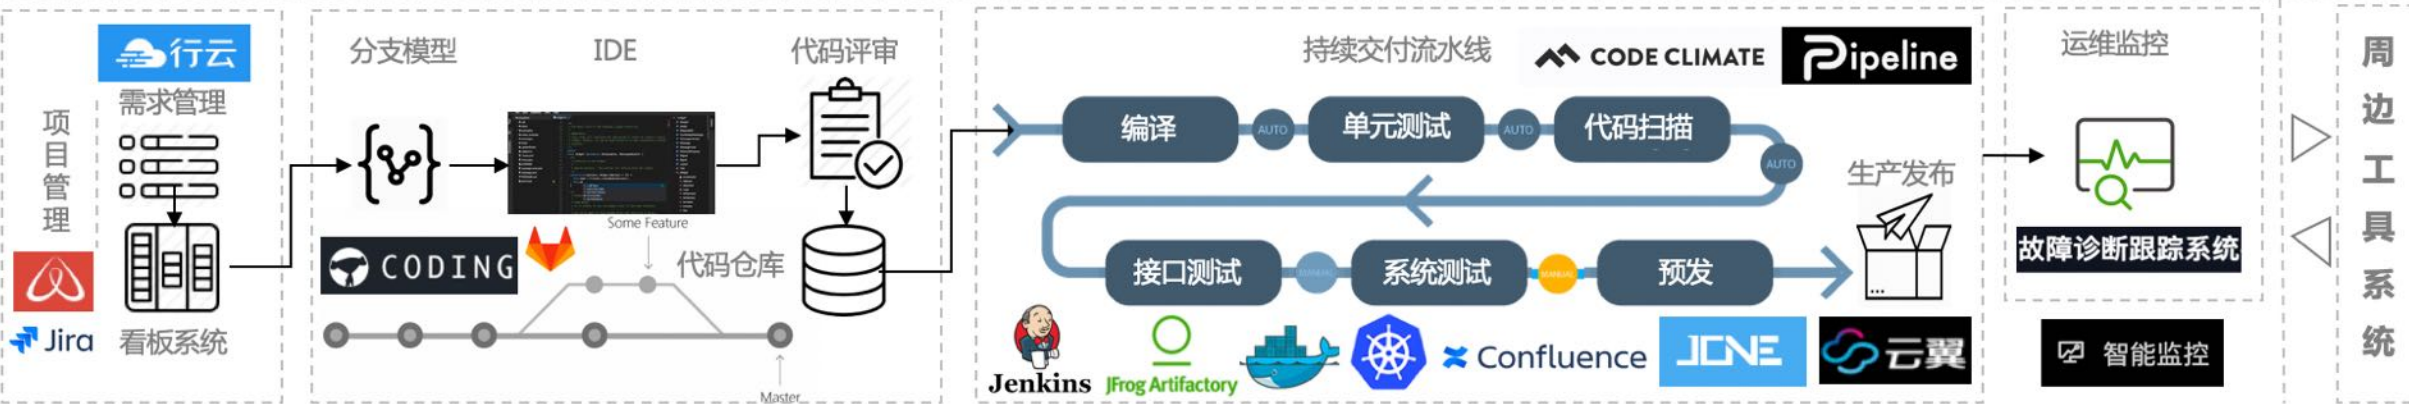 行云
需求管理
项目管理
Jira
看板系统
分支模型
IDE
代码评审
Some Feature
CODING
代码仓库
Master
持续交付流水线
CODE CLIMATE
Pipeline
编译
AUTO
单元测试
AUTO
代码扫描
AUTO
接口测试
MANUAL
系统测试
MANUAL
预发
生产发布
Jenkins
JFrog Artifactory
Confluence
JCNE
云翼
运维监控
故障诊断跟踪系统
智能监控
周边工具系统